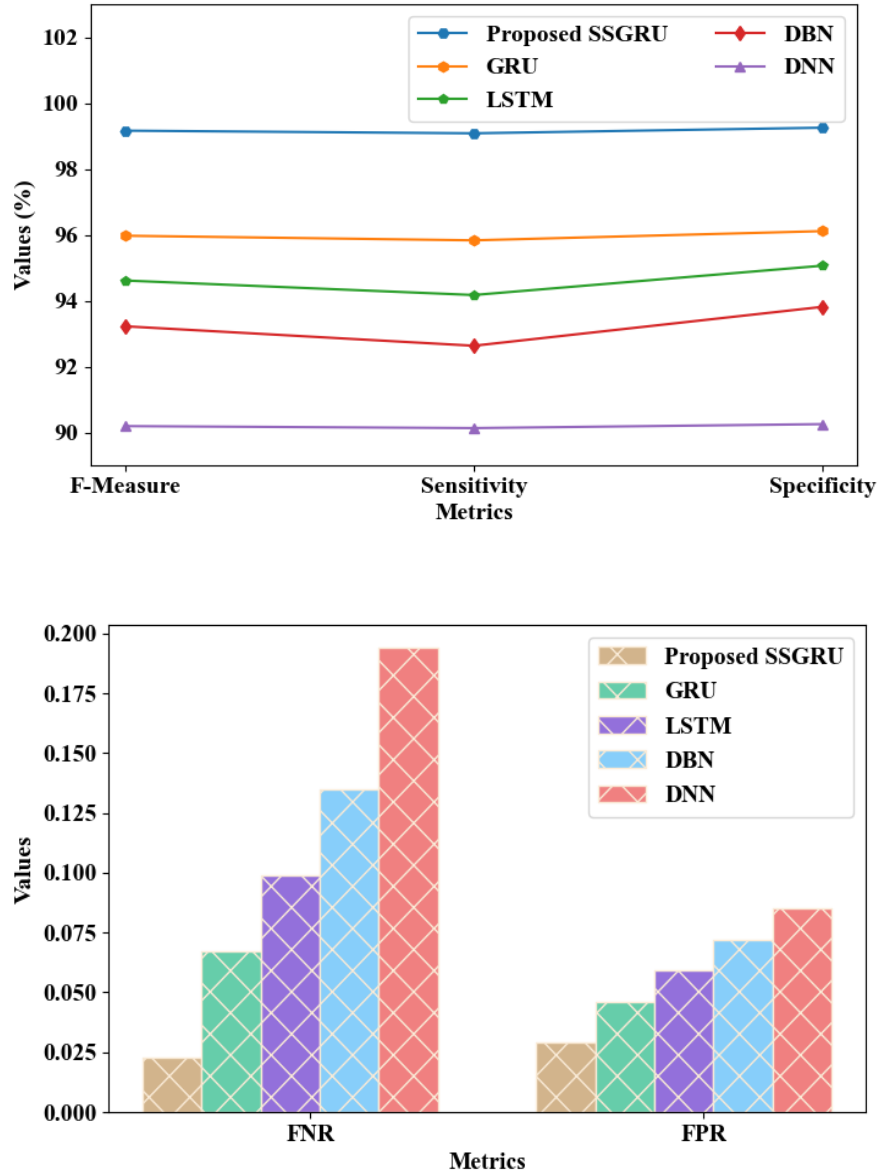 102
100
98
96
94
92
90
Values (%)
Proposed SSGRU
GRU
LSTM
DBN
DNN
F-Measure Sensitivity Specificity
Metrics
0.200
0.175
0.150
0.125
0.100
0.075
0.050
0.025
0.000
Values
Proposed SSGRU
GRU
LSTM
DBN
DNN
FNR FPR
Metrics